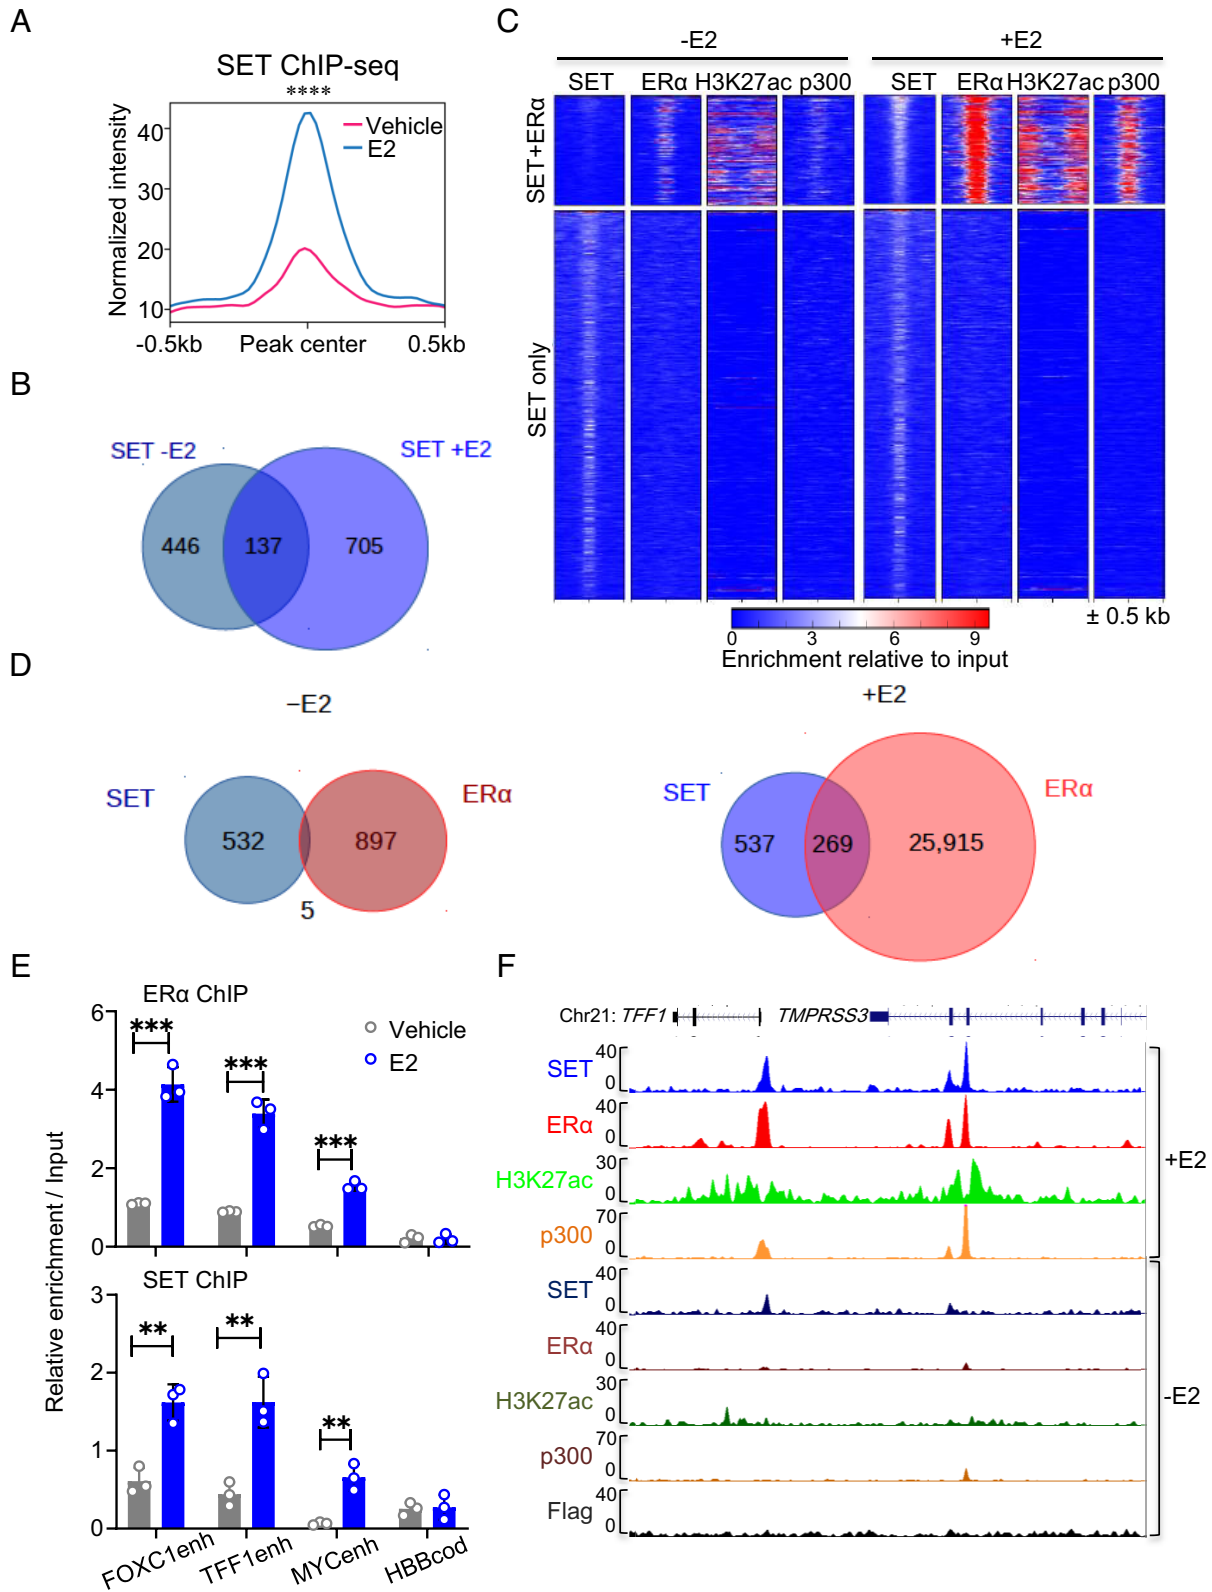 A
SET ChIP-seq
****
Normalized intensity
40
30
20
10
Vehicle
E2
-0.5kb
Peak center
0.5kb
B
SET -E2
SET +E2
446
137
705
C
-E2
+E2
SET
ERα
H3K27ac
p300
SET
ERα
H3K27ac
p300
SET+ERα
SET only
± 0.5 kb
0
3
6
9
Enrichment relative to input
D
−E2
SET
ERα
532
897
5
+E2
SET
ERα
537
269
25,915
E
ERα ChIP
Vehicle
E2
6
4
2
0
***
***
***
Relative enrichment / Input
SET ChIP
3
2
1
0
**
**
**
FOXC1enh
TFF1enh
MYCenh
HBBcod
F
Chr21: TFF1
TMPRSS3
SET
40
0
ERα
40
0
H3K27ac
30
0
p300
70
0
+E2
SET
40
0
ERα
40
0
H3K27ac
30
0
p300
70
0
Flag
40
0
-E2